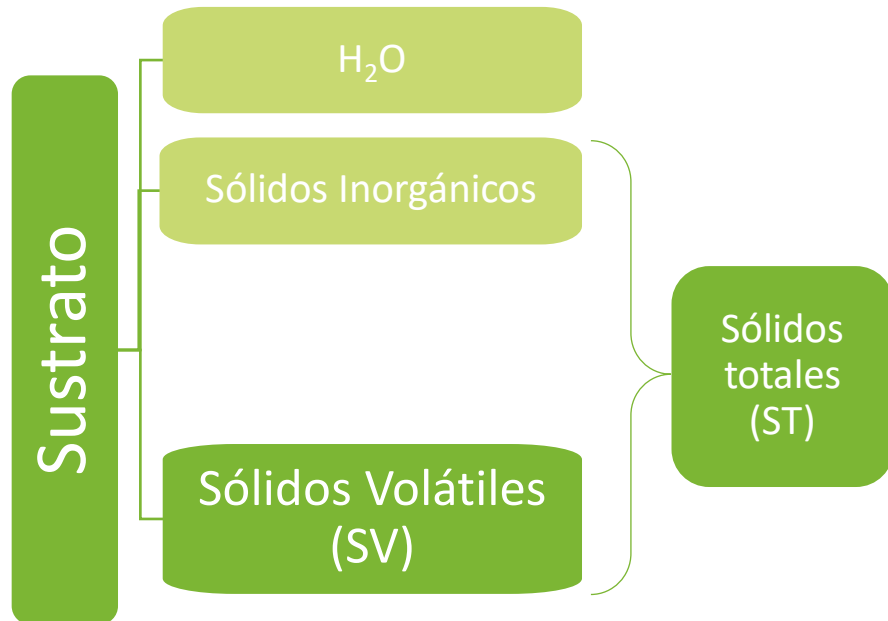 Sustrato
H₂O
Sólidos Inorgánicos
Sólidos Volátiles
(SV)
Sólidos
totales
(ST)